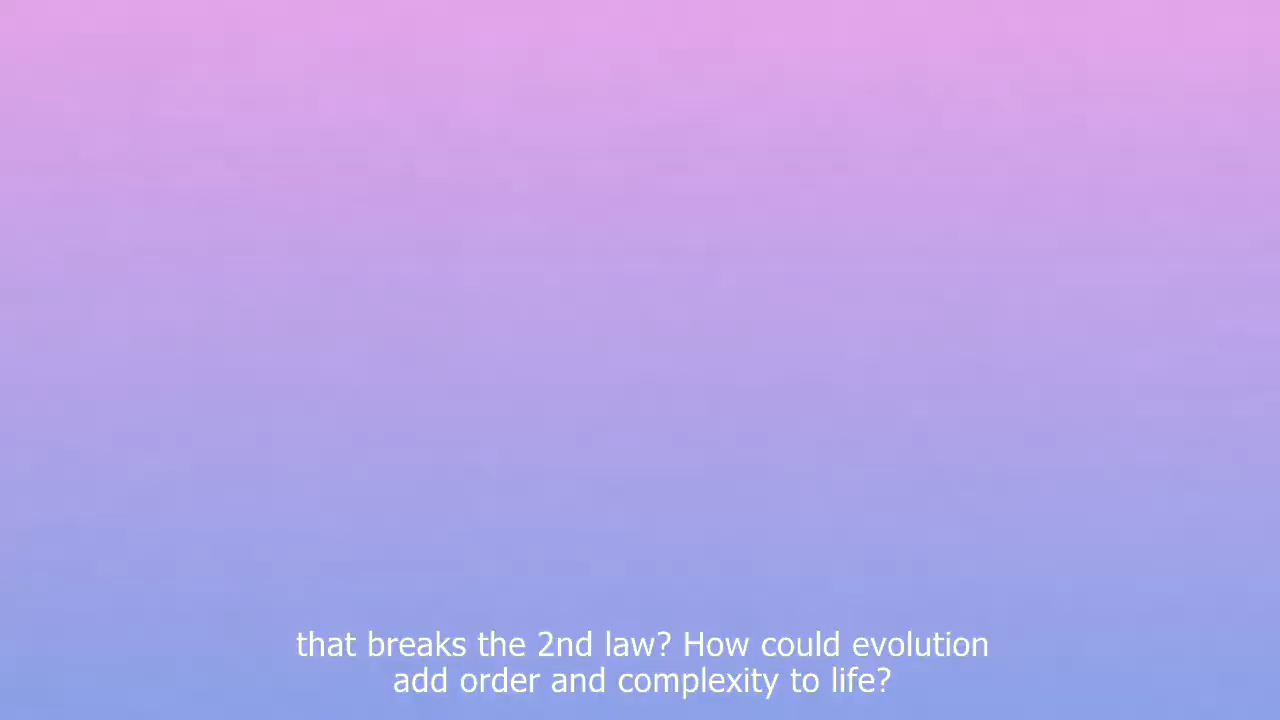 that breaks the 2nd law? How could evolution
add order and complexity to life?